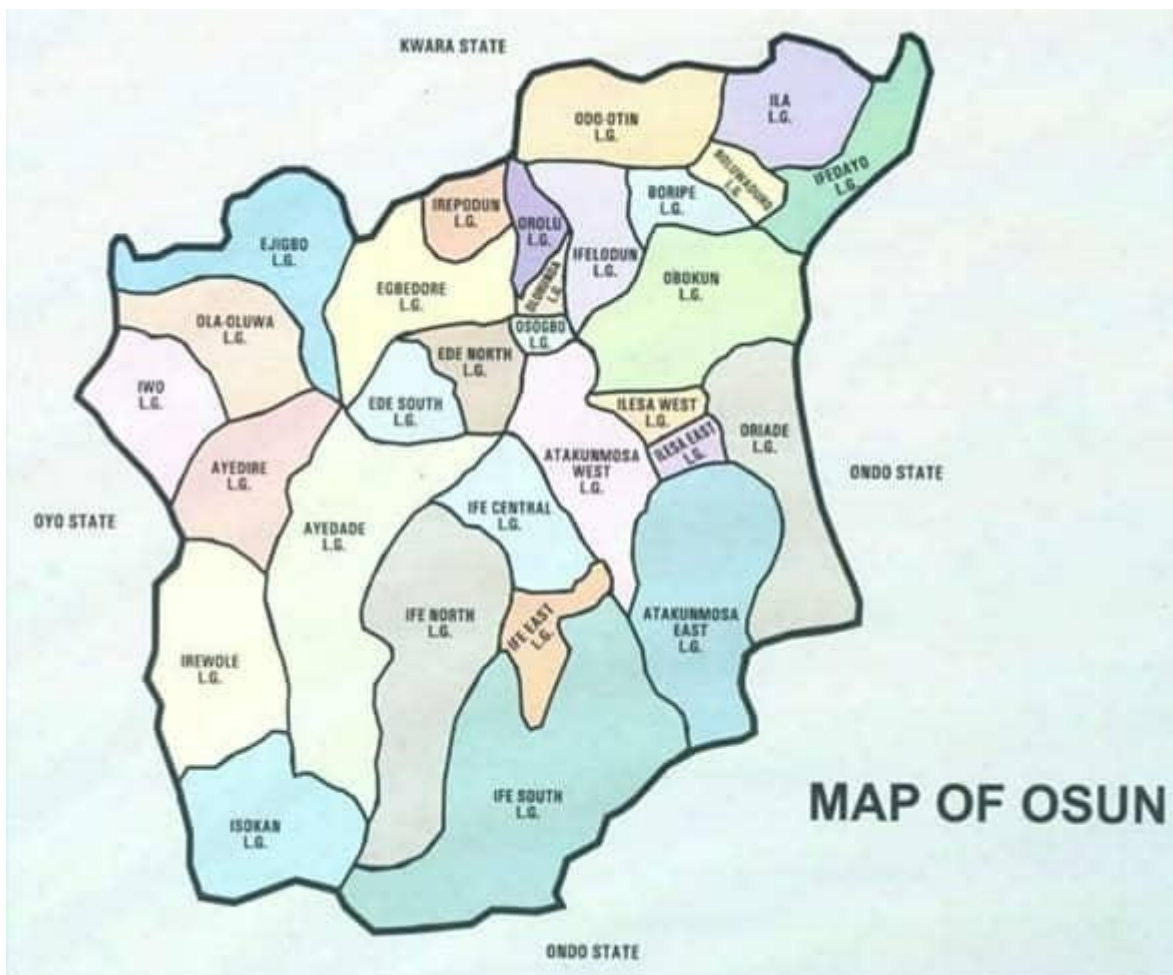 KWARA STATE
ILA
L.G.
ODO-OTIN
L.G.
BOLUWADURO
L.G.
IFEDAYO
L.G.
BORIPE
L.G.
IREPODUN
L.G.
OROLU
L.G.
EJIGBO
L.G.
IFELODUN
L.G.
OLORUNDA
L.G.
OBOKUN
L.G.
EGBEDORE
L.G.
OLA-OLUWA
L.G.
OSOGBO
L.G.
EDE NORTH
L.G.
IWO
L.G.
EDE SOUTH
L.G.
ILESA WEST
L.G.
ORIADE
L.G.
ILESA EAST
L.G.
ATAKUNMOSA
WEST
L.G.
AYEDIRE
L.G.
ONDO STATE
OYO STATE
IFE CENTRAL
L.G.
AYEDADE
L.G.
IFE NORTH
L.G.
IFE EAST
L.G.
ATAKUNMOSA
EAST
L.G.
IREWOLE
L.G.
IFE SOUTH
L.G.
MAP OF OSUN
ISOKAN
L.G.
ONDO STATE